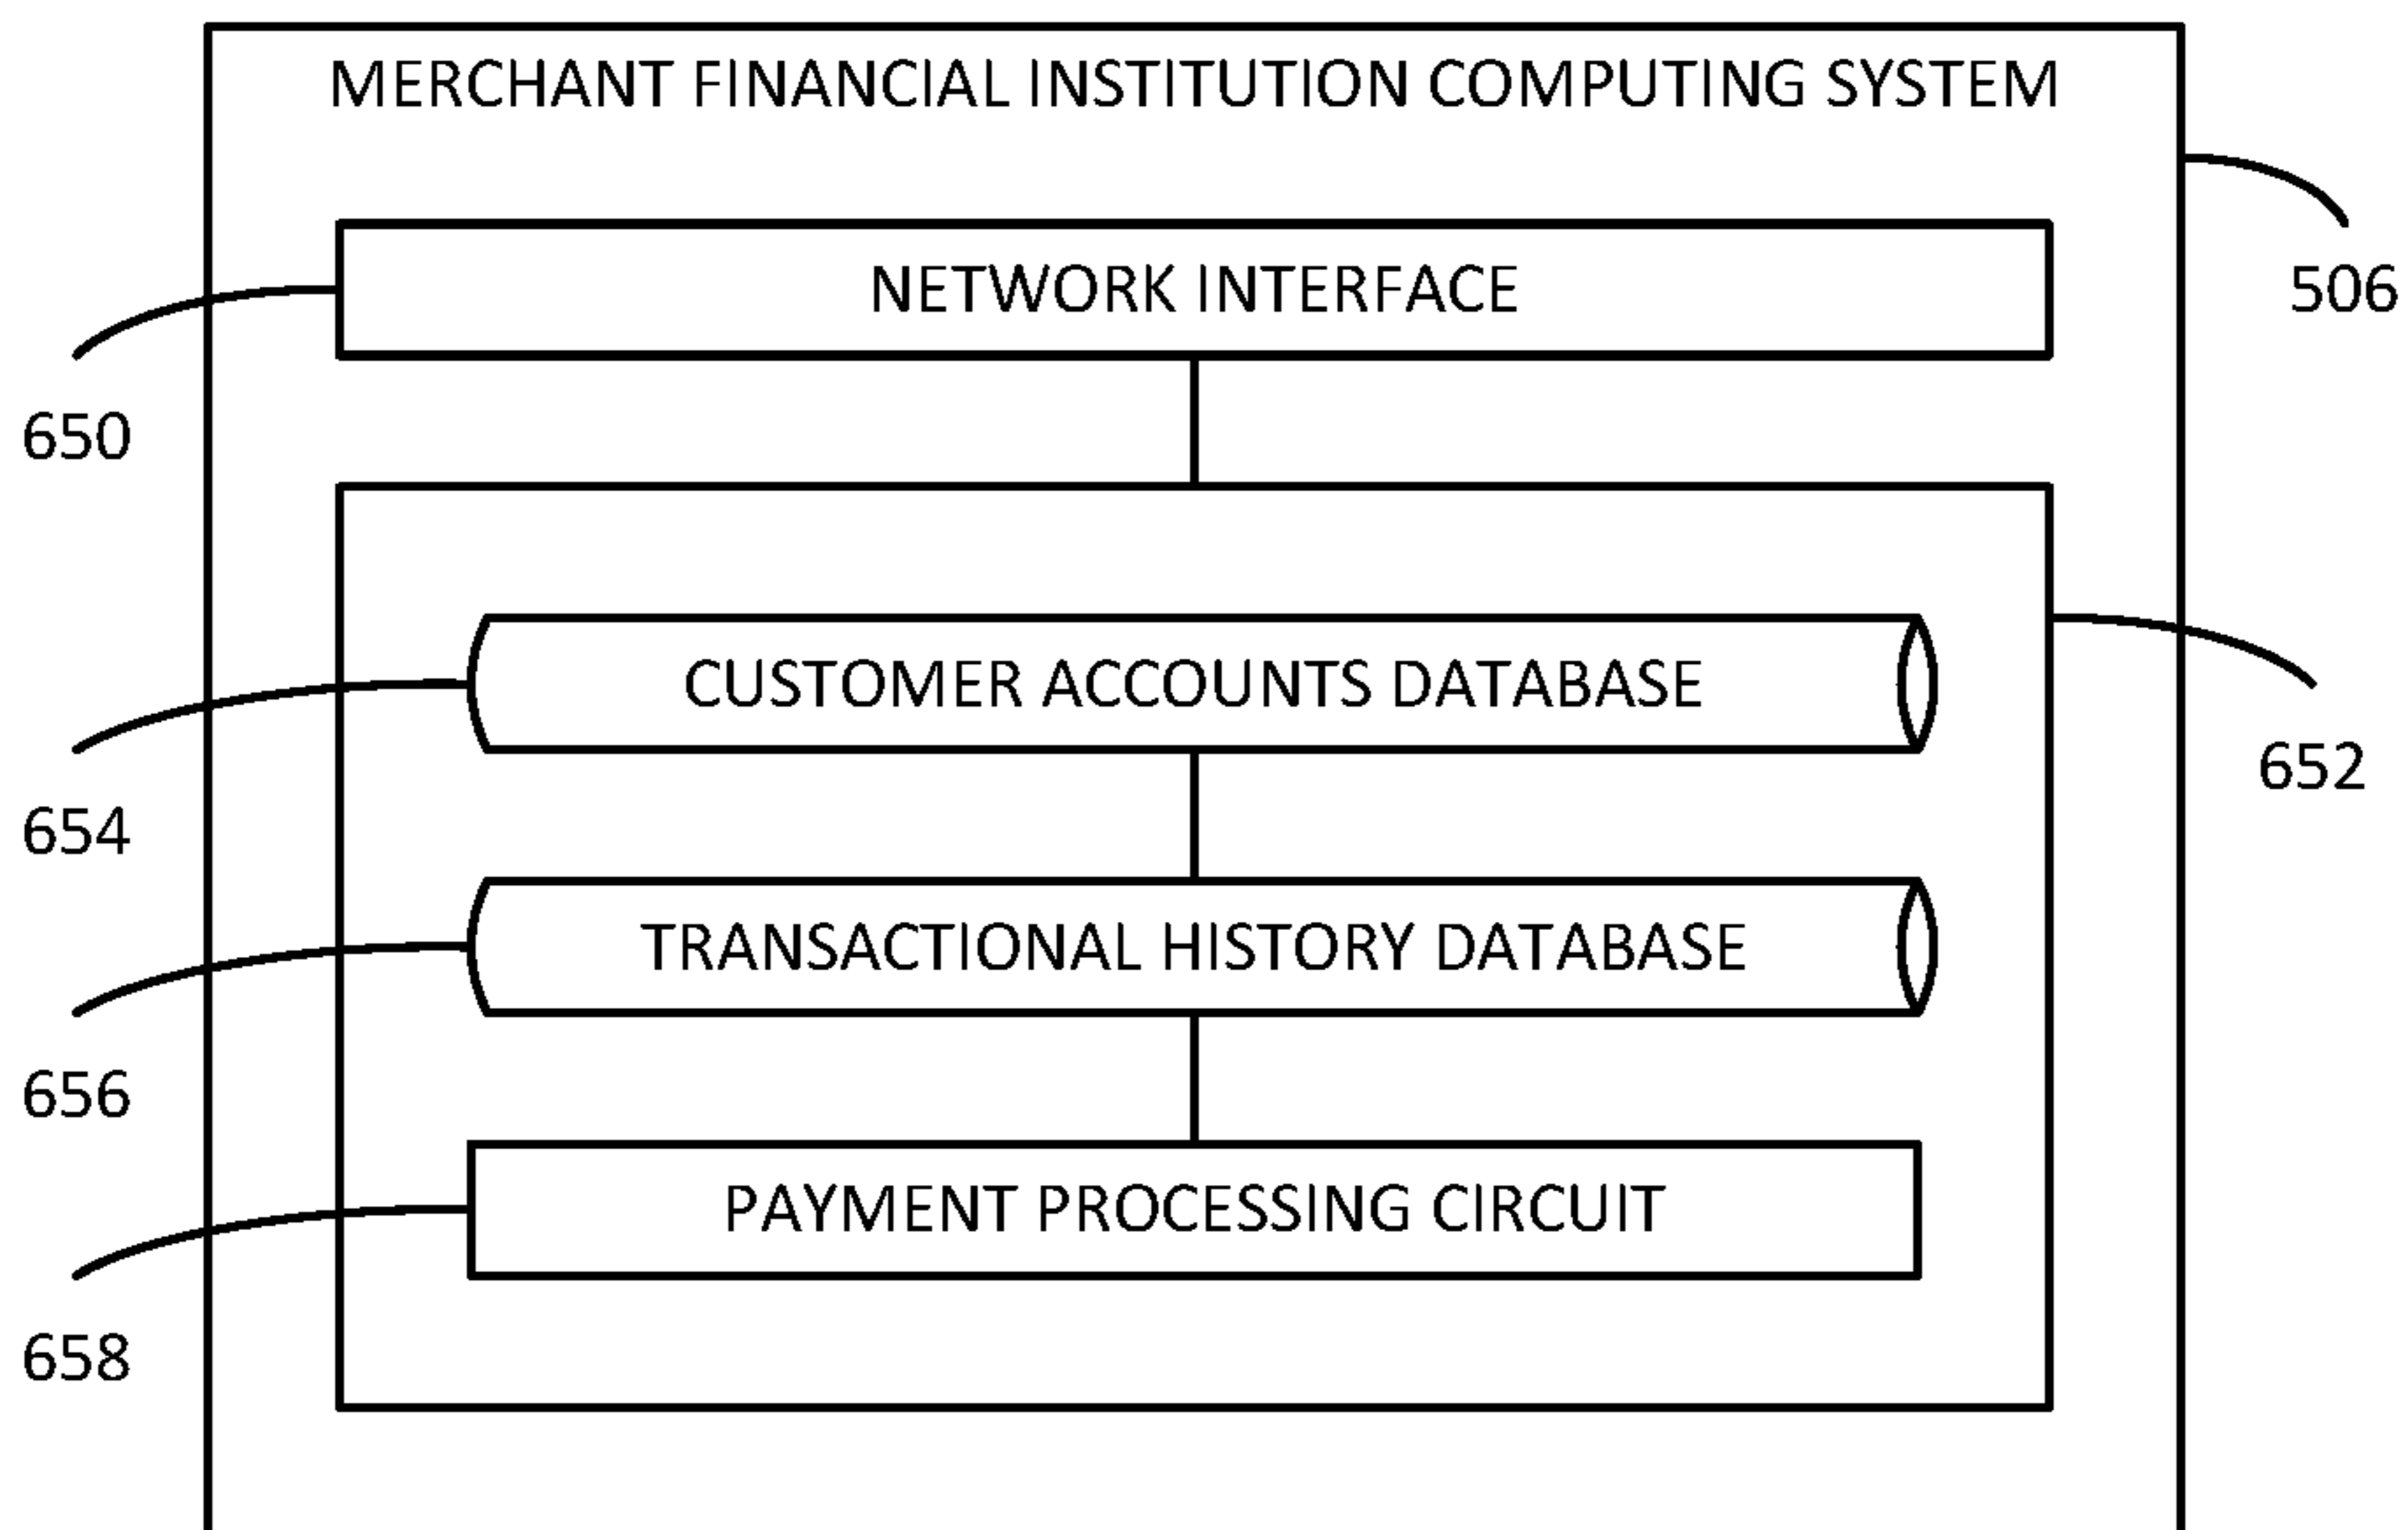 MERCHANT FINANCIAL INSTITUTION COMPUTING SYSTEM
NETWORK INTERFACE
506
650
CUSTOMER ACCOUNTS DATABASE
652
654
TRANSACTIONAL HISTORY DATABASE
656
PAYMENT PROCESSING CIRCUIT
658